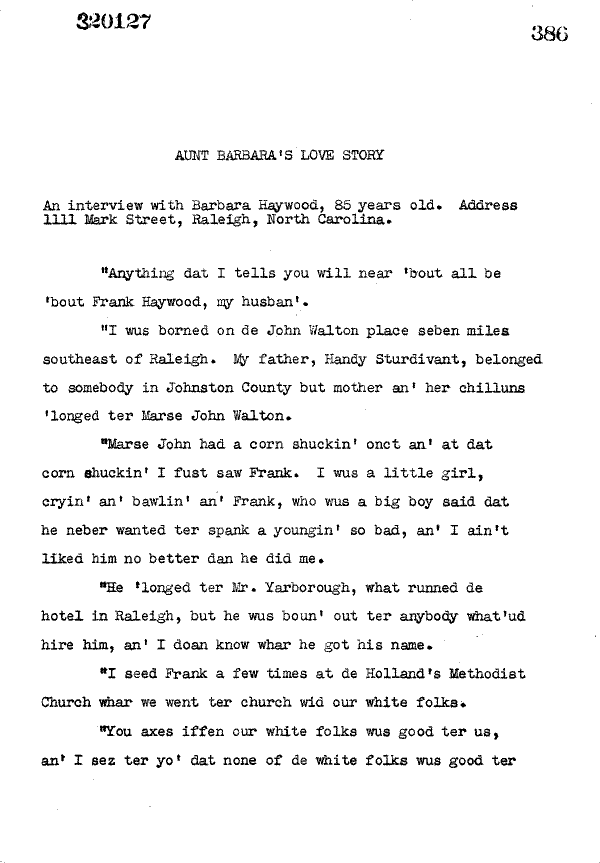 320127
386
AUNT BARBARA'S LOVE STORY
An interview with Barbara Haywood, 85 years old. Address
1111 Mark Street, Raleigh, North Carolina.
"Anything dat I tells you will near 'bout all be
'bout Frank Haywood, my husban'.
"I wus borned on de John Walton place seben miles
southeast of Raleigh. My father, Handy Sturdivant, belonged
to somebody in Johnston County but mother an' her chilluns
'longed ter Marse John Walton.
"Marse John had a corn shuckin' onct an' at dat
corn shuckin' I fust saw Frank. I wus a little girl,
cryin' an' bawlin' an' Frank, who wus a big boy said dat
he neber wanted ter spank a youngin' so bad, an' I ain't
liked him no better dan he did me.
"He 'longed ter Mr. Yarborough, what runned de
hotel in Raleigh, but he wus boun' out ter anybody what'ud
hire him, an' I doan know whar he got his name.
"I seed Frank a few times at de Holland's Methodist
Church whar we went ter church wid our white folks.
"You axes iffen our white folks wus good ter us,
an' I sez ter yo' dat none of de white folks wus good ter